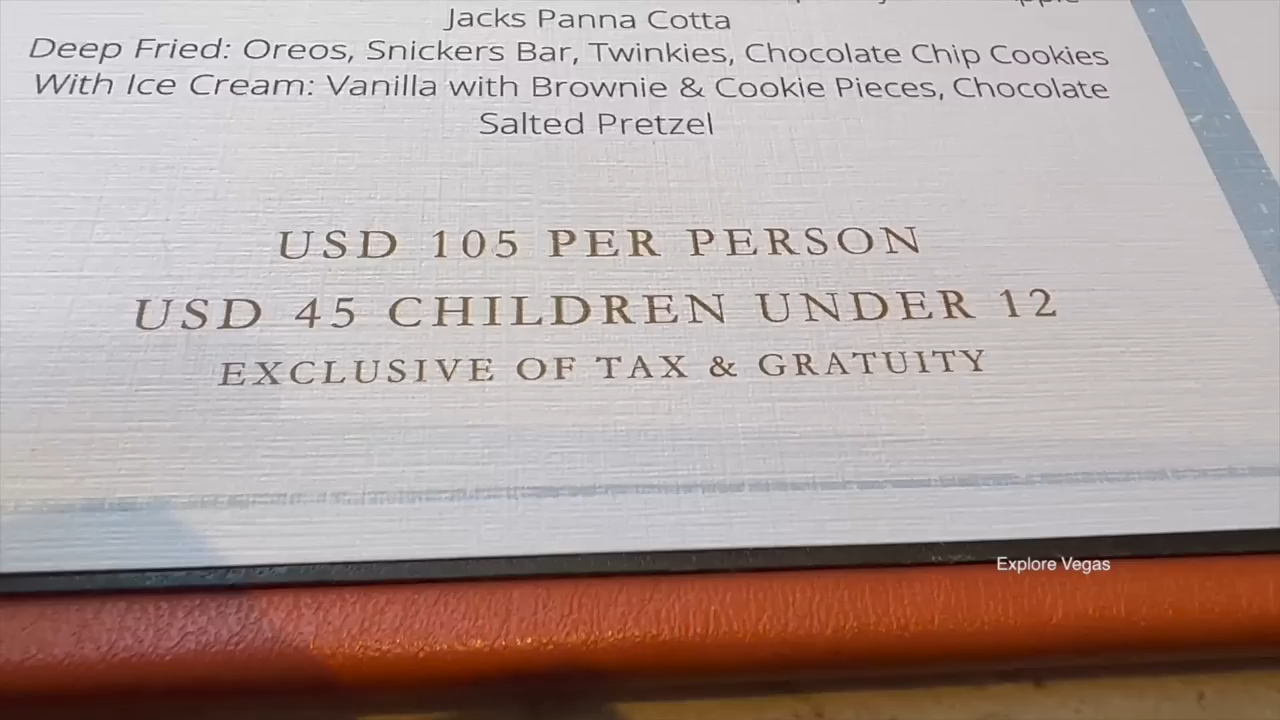 Jacks Panna Cotta
Deep Fried: Oreos, Snickers Bar, Twinkies, Chocolate Chip Cookies
With Ice Cream: Vanilla with Brownie & Cookie Pieces, Chocolate
Salted Pretzel
USD 105 PER PERSON
USD 45 CHILDREN UNDER 12
EXCLUSIVE OF TAX & GRATUITY
Explore Vegas